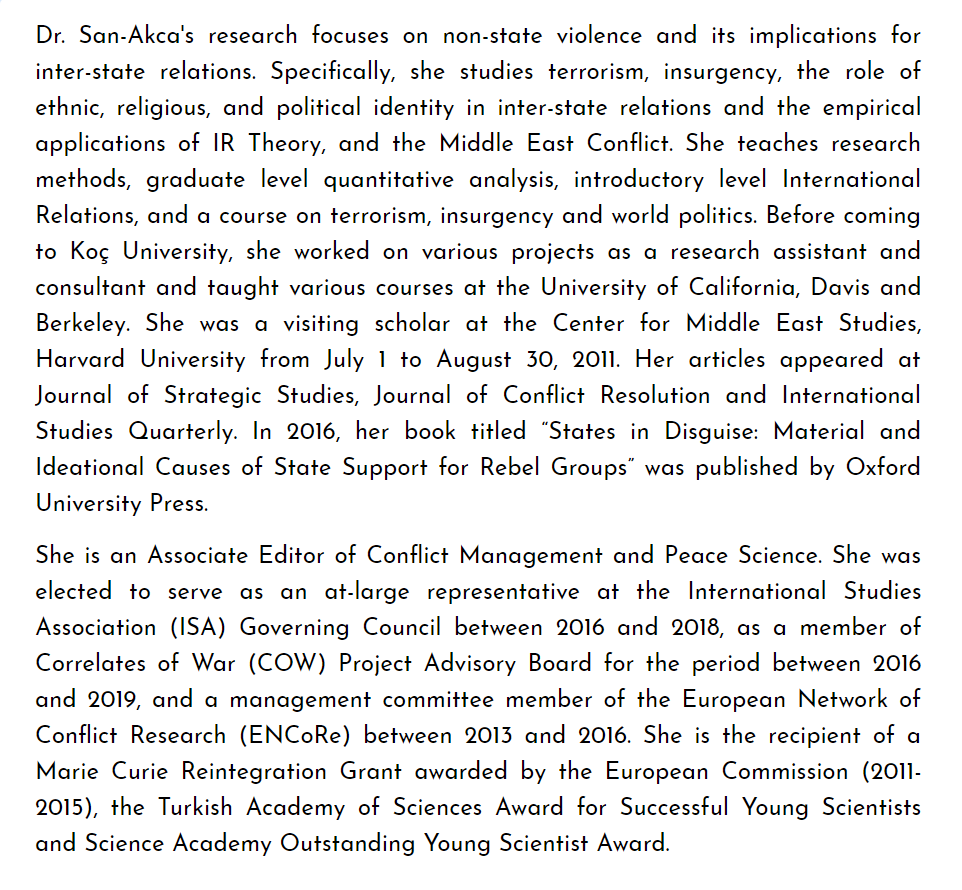 Dr. San-Akca's research focuses on non-state violence and its implications for
inter-state relations. Specifically, she studies terrorism, insurgency, the role of
ethnic, religious, and political identity in inter-state relations and the empirical
applications of IR Theory, and the Middle East Conflict. She teaches research
methods, graduate level quantitative analysis, introductory level International
Relations, and a course on terrorism, insurgency and world politics. Before coming
to Koç University, she worked on various projects as a research assistant and
consultant and taught various courses at the University of California, Davis and
Berkeley. She was a visiting scholar at the Center for Middle East Studies,
Harvard University from July 1 to August 30, 2011. Her articles appeared at
Journal of Strategic Studies, Journal of Conflict Resolution and International
Studies Quarterly. In 2016, her book titled “States in Disguise: Material and
Ideational Causes of State Support for Rebel Groups” was published by Oxford
University Press.
She is an Associate Editor of Conflict Management and Peace Science. She was
elected to serve as an at-large representative at the International Studies
Association (ISA) Governing Council between 2016 and 2018, as a member of
Correlates of War (COW) Project Advisory Board for the period between 2016
and 2019, and a management committee member of the European Network of
Conflict Research (ENCoRe) between 2013 and 2016. She is the recipient of a
Marie Curie Reintegration Grant awarded by the European Commission (2011-
2015), the Turkish Academy of Sciences Award for Successful Young Scientists
and Science Academy Outstanding Young Scientist Award.